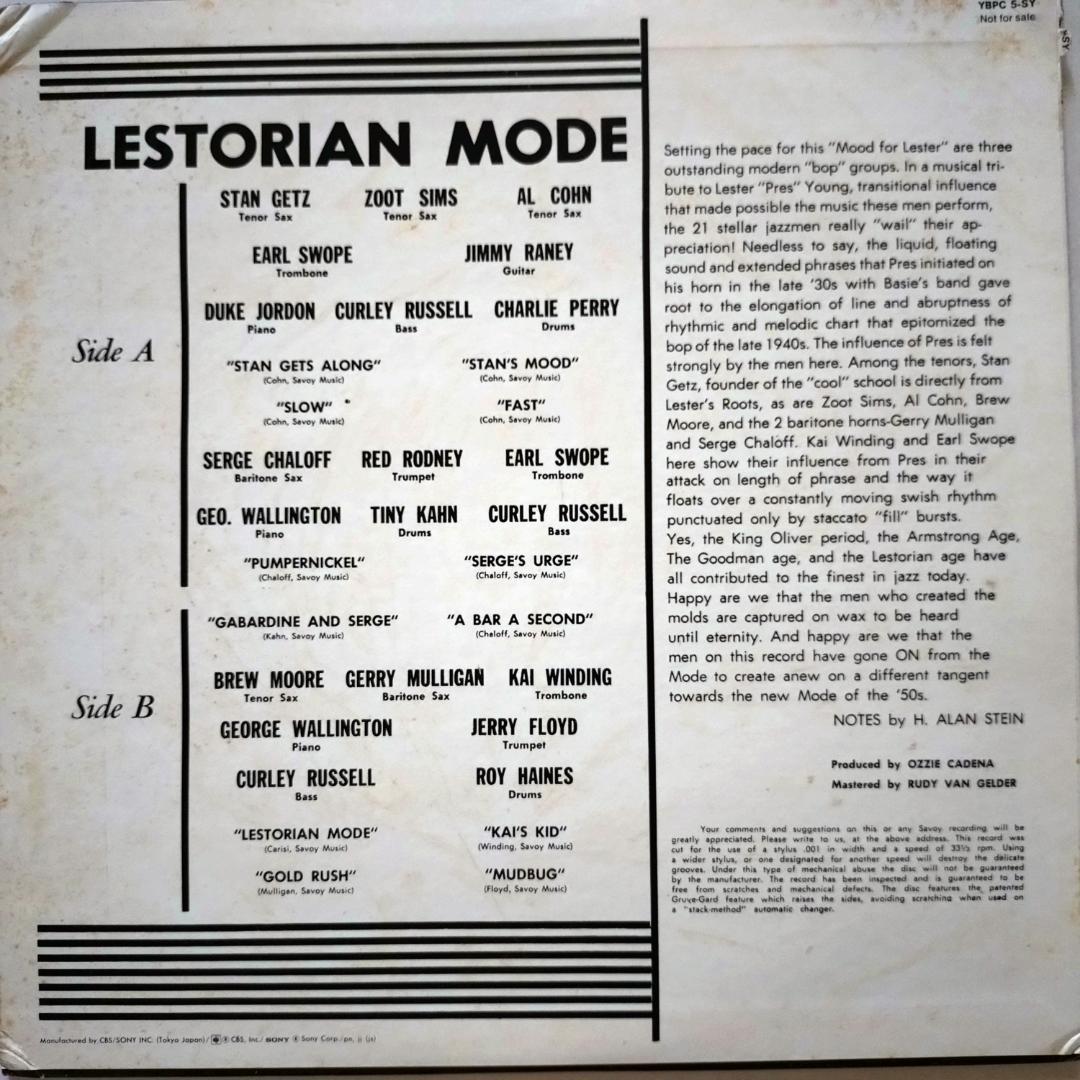 YBPC 5-SY
Not for sale
LESTORIAN MODE
Side A
STAN GETZ ZOOT SIMS AL COHN
Tenor Sax Tenor Sax Tenor Sax
EARL SWOPE JIMMY RANEY
Trombone Guitar
DUKE JORDON CURLEY RUSSELL CHARLIE PERRY
Piano Bass Drums
"STAN GETS ALONG" "STAN'S MOOD"
(Cohn, Savoy Music) (Cohn, Savoy Music)
"SLOW" "FAST"
(Cohn, Savoy Music) (Cohn, Savoy Music)
SERGE CHALOFF RED RODNEY EARL SWOPE
Baritone Sax Trumpet Trombone
GEO. WALLINGTON TINY KAHN CURLEY RUSSELL
Piano Drums Bass
"PUMPERNICKEL" "SERGE'S URGE"
(Chaloff, Savoy Music) (Chaloff, Savoy Music)
Side B
"GABARDINE AND SERGE" "A BAR A SECOND"
(Kahn, Savoy Music) (Chaloff, Savoy Music)
BREW MOORE GERRY MULLIGAN KAI WINDING
Tenor Sax Baritone Sax Trombone
GEORGE WALLINGTON JERRY FLOYD
Piano Trumpet
CURLEY RUSSELL ROY HAINES
Bass Drums
"LESTORIAN MODE" "KAI'S KID"
(Carisi, Savoy Music) (Winding, Savoy Music)
"GOLD RUSH" "MUDBUG"
(Mulligan, Savoy Music) (Floyd, Savoy Music)
Setting the pace for this "Mood for Lester" are three
outstanding modern "bop" groups. In a musical tri-
bute to Lester "Pres" Young, transitional influence
that made possible the music these men perform,
the 21 stellar jazzmen really "wail" their ap-
preciation! Needless to say, the liquid, floating
sound and extended phrases that Pres initiated on
his horn in the late '30s with Basie's band gave
root to the elongation of line and abruptness of
rhythmic and melodic chart that epitomized the
bop of the late 1940s. The influence of Pres is felt
strongly by the men here. Among the tenors, Stan
Getz, founder of the "cool" school is directly from
Lester's Roots, as are Zoot Sims, Al Cohn, Brew
Moore, and the 2 baritone horns-Gerry Mulligan
and Serge Chaloff. Kai Winding and Earl Swope
here show their influence from Pres in their
attack on length of phrase and the way it
floats over a constantly moving swish rhythm
punctuated only by staccato "fill" bursts.
Yes, the King Oliver period, the Armstrong Age,
The Goodman age, and the Lestorian age have
all contributed to the finest in jazz today.
Happy are we that the men who created the
molds are captured on wax to be heard
until eternity. And happy are we that the
men on this record have gone ON from the
Mode to create anew on a different tangent
towards the new Mode of the '50s.
NOTES by H. ALAN STEIN
Produced by OZZIE CADENA
Mastered by RUDY VAN GELDER
Your comments and suggestions on this or any Savoy recording will be
greatly appreciated. Please write to us, at the above address. This record was
cut for the use of a stylus .001 in width and a speed of 33⅓ rpm. Using
a wider stylus, or one designated for another speed will destroy the delicate
grooves. Under this type of mechanical abuse the disc will not be guaranteed
by the manufacturer. The record has been inspected and is guaranteed to be
free from scratches and mechanical defects. The disc features the patented
Gruve-Gard feature which raises the sides, avoiding scratching when used on
a "stack-method" automatic changer.
Manufactured by CBS/SONY INC. (Tokyo Japan)/ ® CBS, Inc./ SONY ® Sony Corp./pn, jj (js)